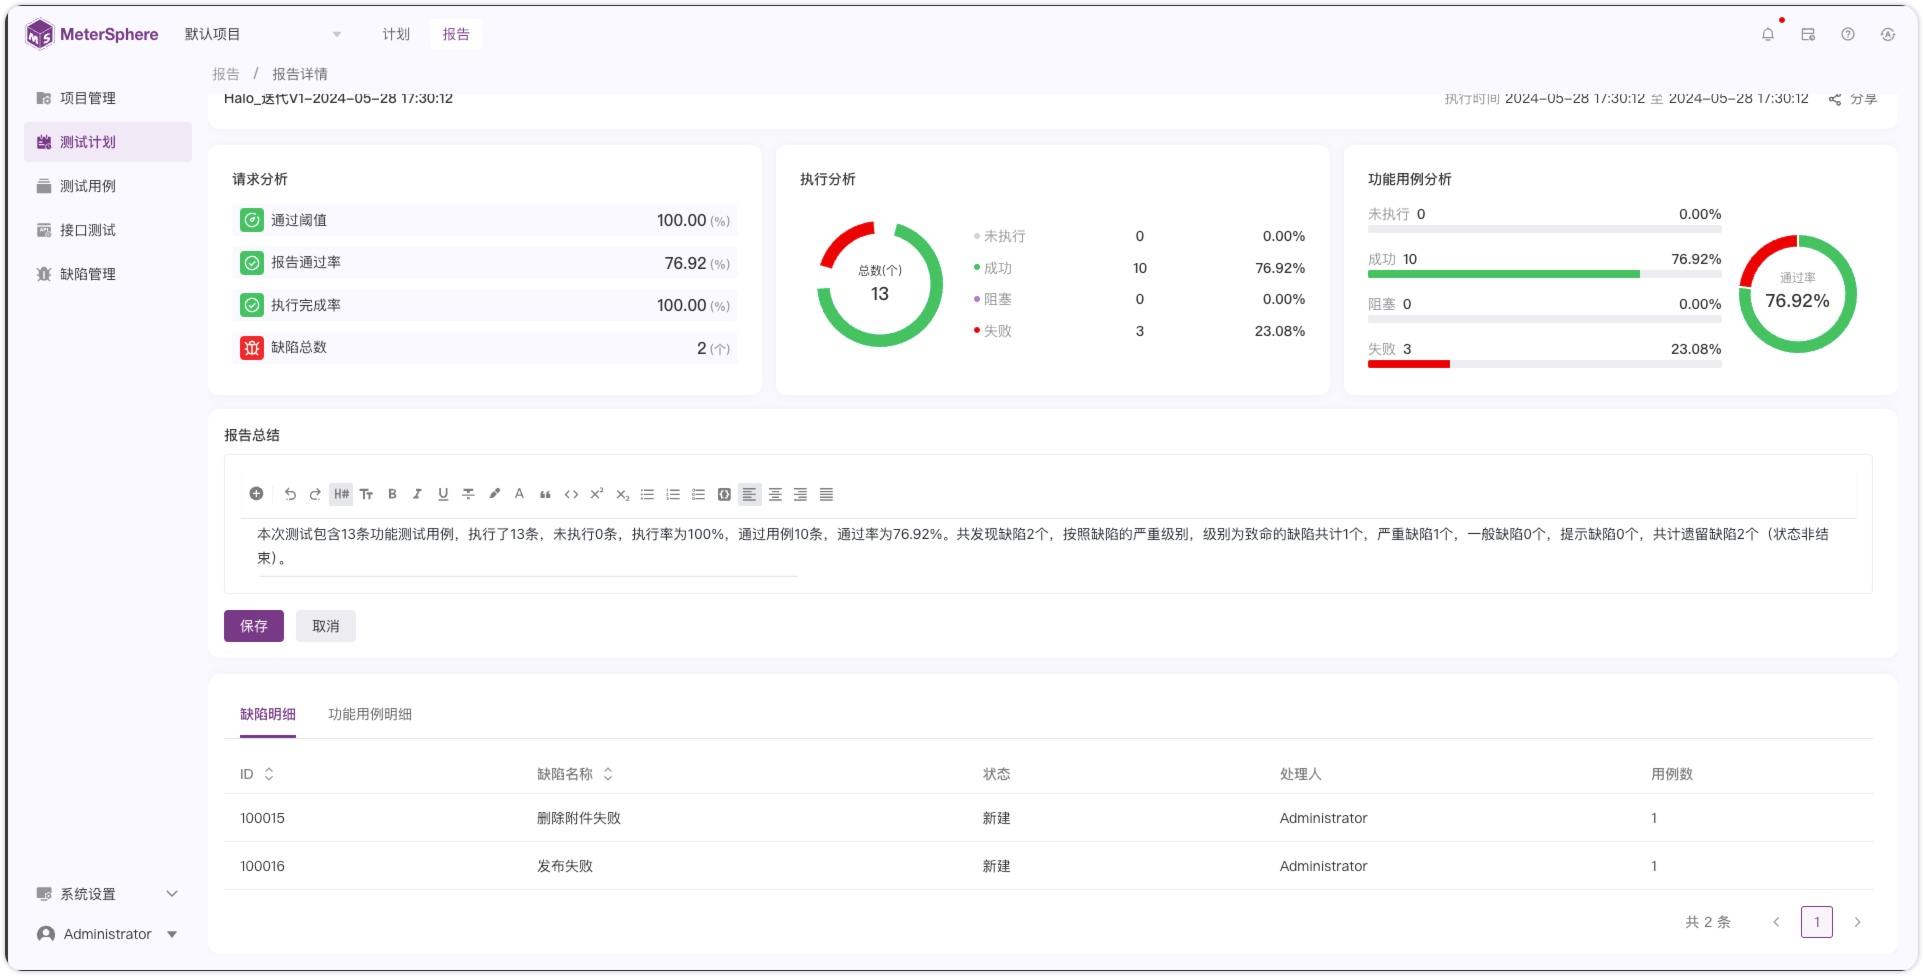 MeterSphere
默认项目
计划
报告
报告 / 报告详情
项目管理
测试计划
测试用例
接口测试
缺陷管理
系统设置
Administrator
Halo_迭代V1-2024-05-28 17:30:12
执行时间 2024-05-28 17:30:12 至 2024-05-28 17:30:12
分享
请求分析
通过阈值 100.00 (%)
报告通过率 76.92 (%)
执行完成率 100.00 (%)
缺陷总数 2 (个)
执行分析
总数(个)
13
未执行 0 0.00%
成功 10 76.92%
阻塞 0 0.00%
失败 3 23.08%
功能用例分析
未执行 0 0.00%
成功 10 76.92%
阻塞 0 0.00%
失败 3 23.08%
通过率
76.92%
报告总结
本次测试包含13条功能测试用例，执行了13条，未执行0条，执行率为100%，通过用例10条，通过率为76.92%。共发现缺陷2个，按照缺陷的严重级别，级别为致命的缺陷共计1个，严重缺陷1个，一般缺陷0个，提示缺陷0个，共计遗留缺陷2个（状态非结
束）。
保存
取消
缺陷明细
功能用例明细
ID 缺陷名称 状态 处理人 用例数
100015 删除附件失败 新建 Administrator 1
100016 发布失败 新建 Administrator 1
共 2 条
1